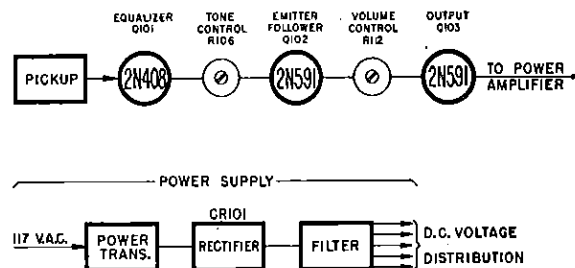 EQUALIZER
Q101
TONE
CONTROL
R106
EMITTER
FOLLOWER
Q102
VOLUME
CONTROL
R112
OUTPUT
Q103
PICKUP
2N408
2N591
2N591
TO POWER
AMPLIFIER
POWER SUPPLY
117 V.A.C.
POWER
TRANS.
CR101
RECTIFIER
FILTER
D.C. VOLTAGE
DISTRIBUTION